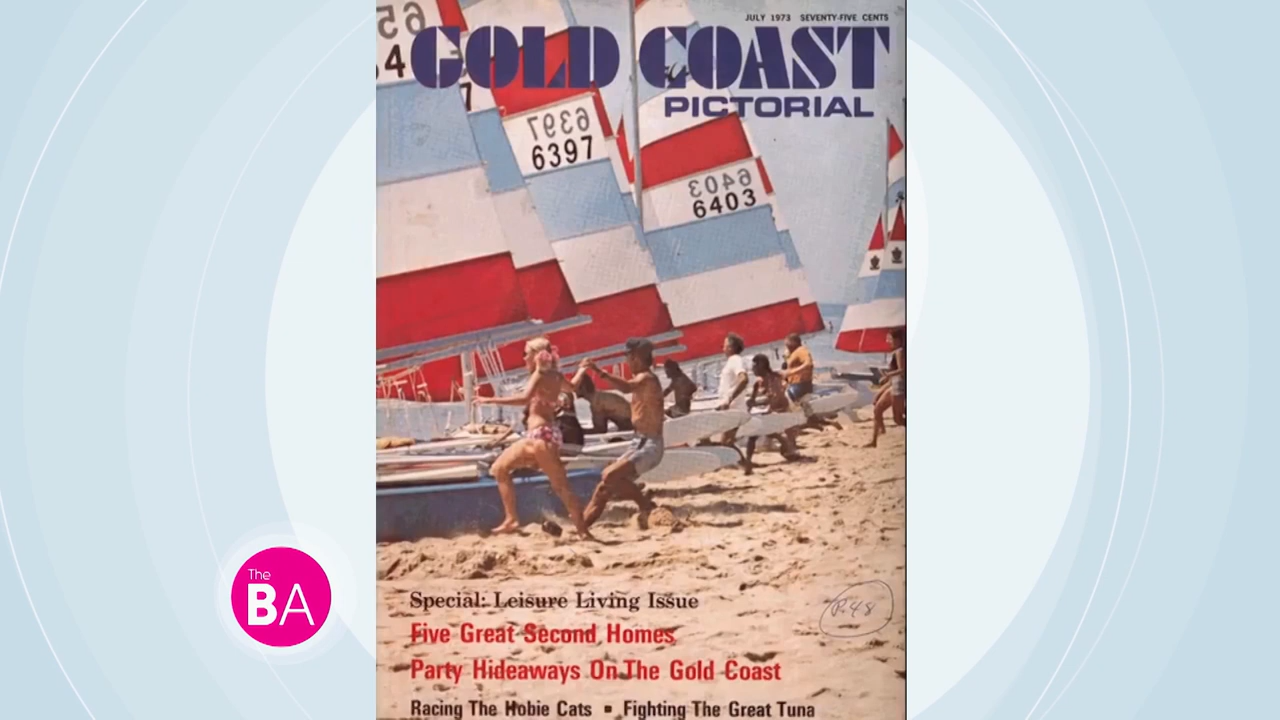 JULY 1973 SEVENTY-FIVE CENTS
GOLD COAST
PICTORIAL
6397
6397
6403
6403
The
BA
Special: Leisure Living Issue
P.48
Five Great Second Homes
Party Hideaways On The Gold Coast
Racing The Hobie Cats ▪ Fighting The Great Tuna